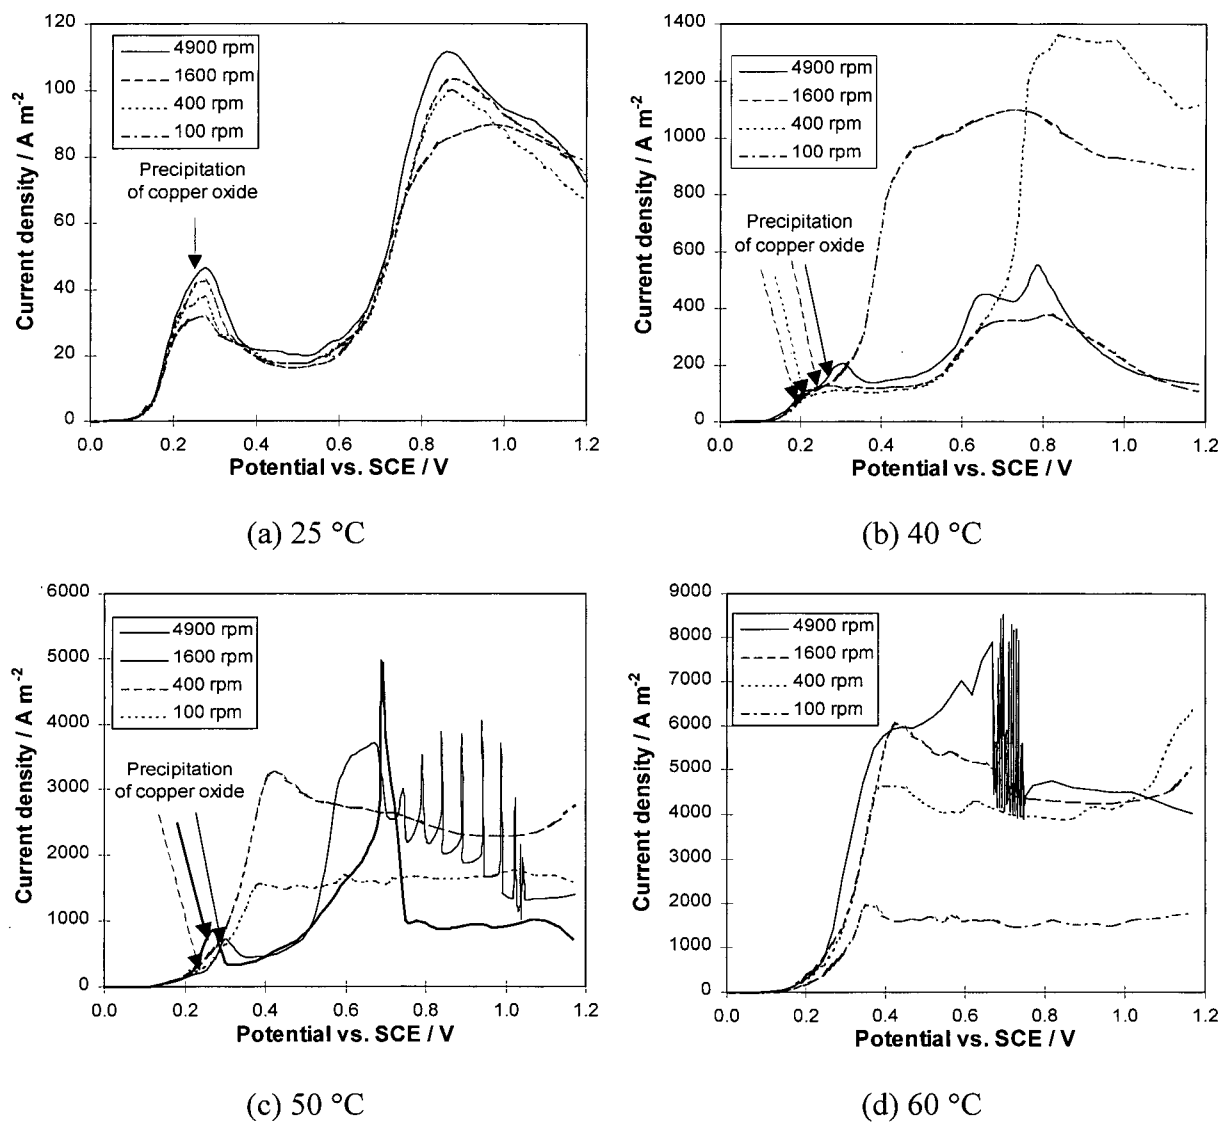 120
100
80
60
40
20
0
Current density / A m-2
4900 rpm
1600 rpm
400 rpm
100 rpm
Precipitation
of copper oxide
0.0 0.2 0.4 0.6 0.8 1.0 1.2
Potential vs. SCE / V
(a) 25 °C
1400
1200
1000
800
600
400
200
0
Current density / A m-2
4900 rpm
1600 rpm
400 rpm
100 rpm
Precipitation
of copper oxide
0.0 0.2 0.4 0.6 0.8 1.0 1.2
Potential vs. SCE / V
(b) 40 °C
6000
5000
4000
3000
2000
1000
0
Current density / A m-2
4900 rpm
1600 rpm
400 rpm
100 rpm
Precipitation
of copper oxide
0.0 0.2 0.4 0.6 0.8 1.0 1.2
Potential vs. SCE / V
(c) 50 °C
9000
8000
7000
6000
5000
4000
3000
2000
1000
0
Current density / A m-2
4900 rpm
1600 rpm
400 rpm
100 rpm
0.0 0.2 0.4 0.6 0.8 1.0 1.2
Potential vs. SCE / V
(d) 60 °C